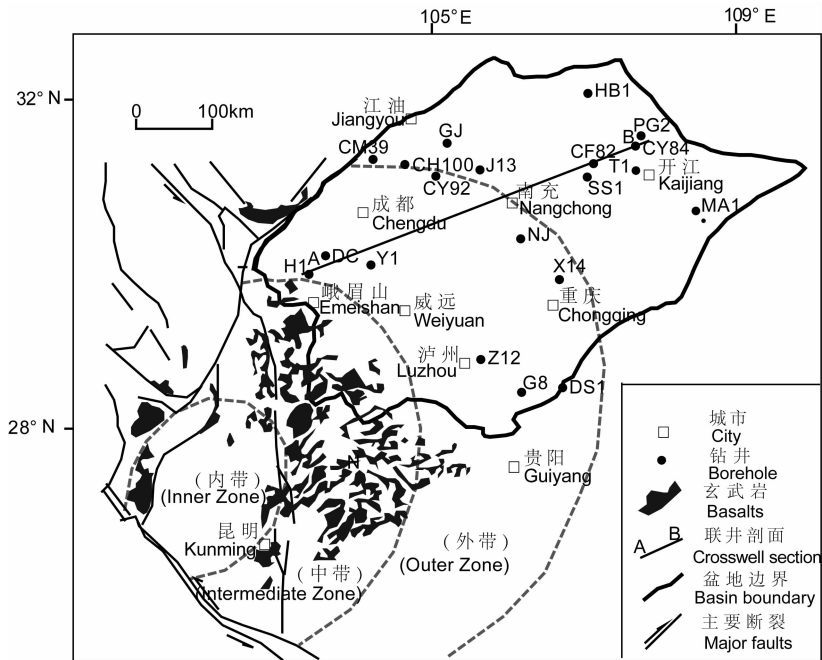 105° E
109° E
32° N
28° N
0
100km
江油
Jiangyou
HB1
GJ
CM39
CH100
J13
CY92
PG2
B
CY84
CF82
T1
SS1
开江
Kaijiang
MA1
成都
Chengdu
南充
Nangchong
NJ
A
DC
H1
Y1
X14
峨眉山
Emeishan
威远
Weiyuan
重庆
Chongqing
泸州
Luzhou
Z12
G8
DS1
N
贵阳
Guiyang
(内带)
(Inner Zone)
昆明
Kunming
(中带)
(Intermediate Zone)
(外带)
(Outer Zone)
城市
City
钻井
Borehole
玄武岩
Basalts
A
B
联井剖面
Crosswell section
盆地边界
Basin boundary
主要断裂
Major faults